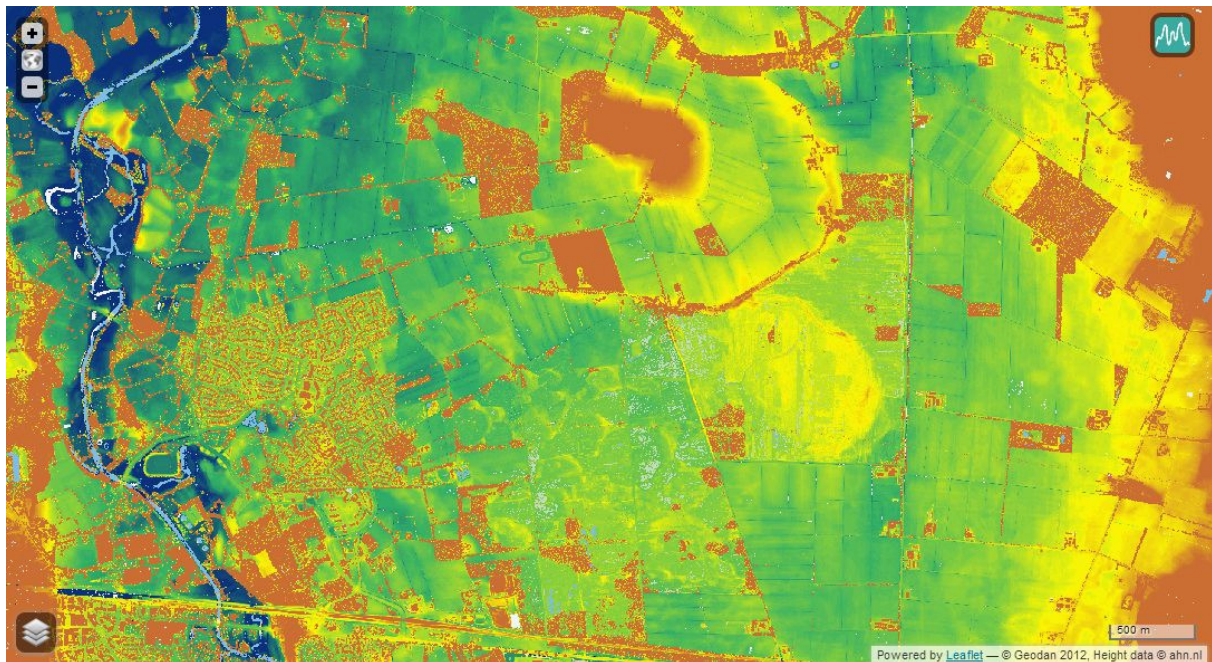 +
−
500 m
Powered by Leaflet — © Geodan 2012, Height data © ahn.nl